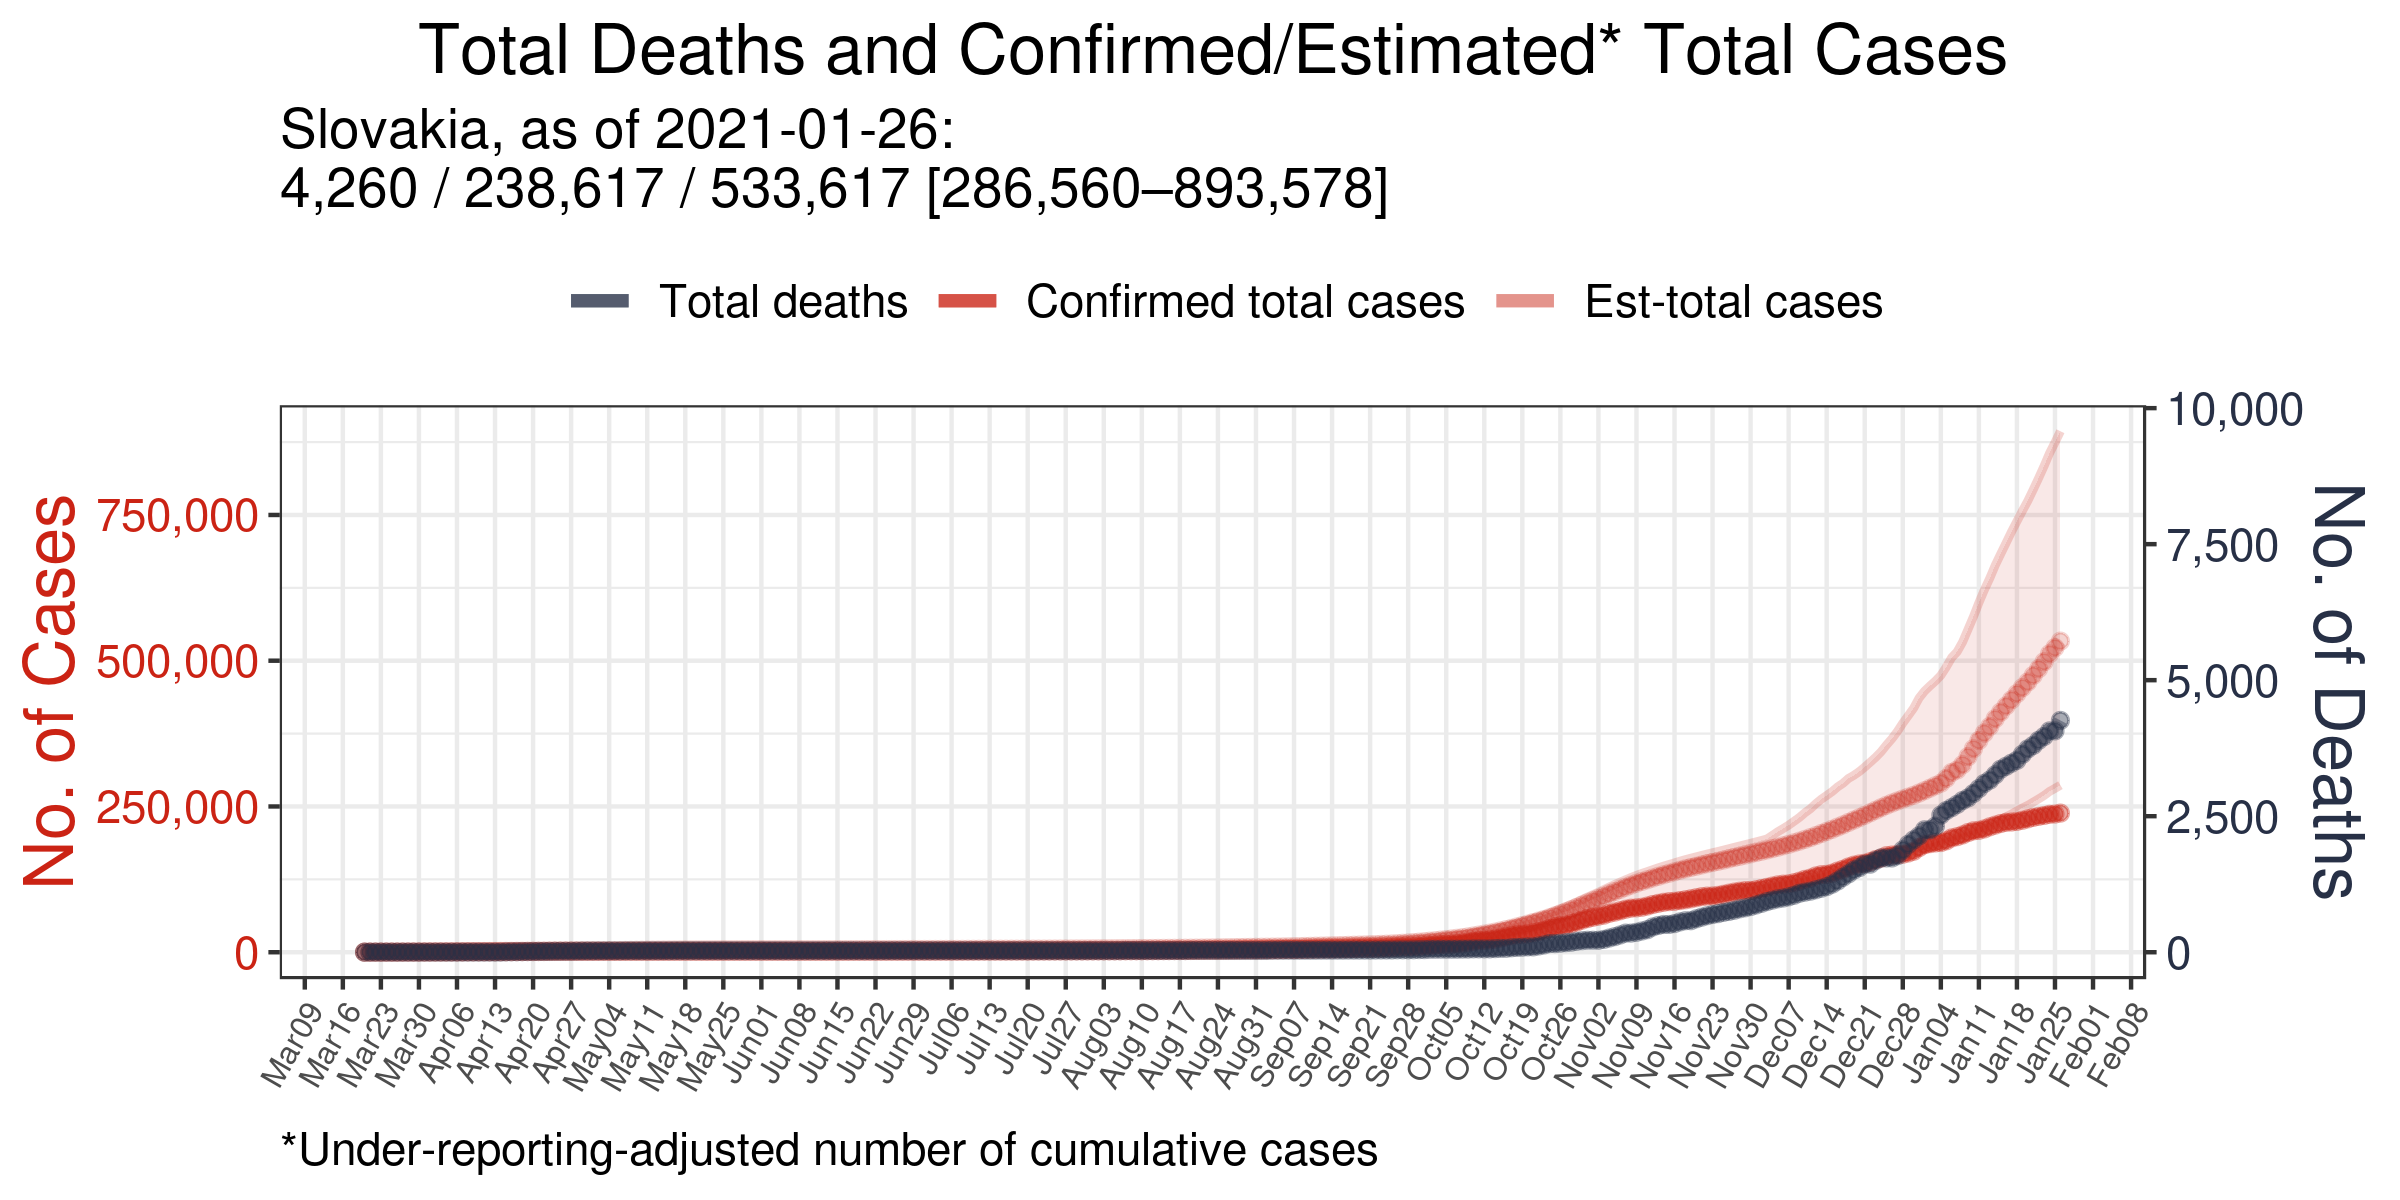 Total Deaths and Confirmed/Estimated* Total Cases
Slovakia, as of 2021-01-26:
4,260 / 238,617 / 533,617 [286,560–893,578]
Total deaths
Confirmed total cases
Est-total cases
No. of Cases
750,000
500,000
250,000
0
10,000
7,500
5,000
2,500
0
No. of Deaths
Mar09
Mar16
Mar23
Mar30
Apr06
Apr13
Apr20
Apr27
May04
May11
May18
May25
Jun01
Jun08
Jun15
Jun22
Jun29
Jul06
Jul13
Jul20
Jul27
Aug03
Aug10
Aug17
Aug24
Aug31
Sep07
Sep14
Sep21
Sep28
Oct05
Oct12
Oct19
Oct26
Nov02
Nov09
Nov16
Nov23
Nov30
Dec07
Dec14
Dec21
Dec28
Jan04
Jan11
Jan18
Jan25
Feb01
Feb08
*Under-reporting-adjusted number of cumulative cases